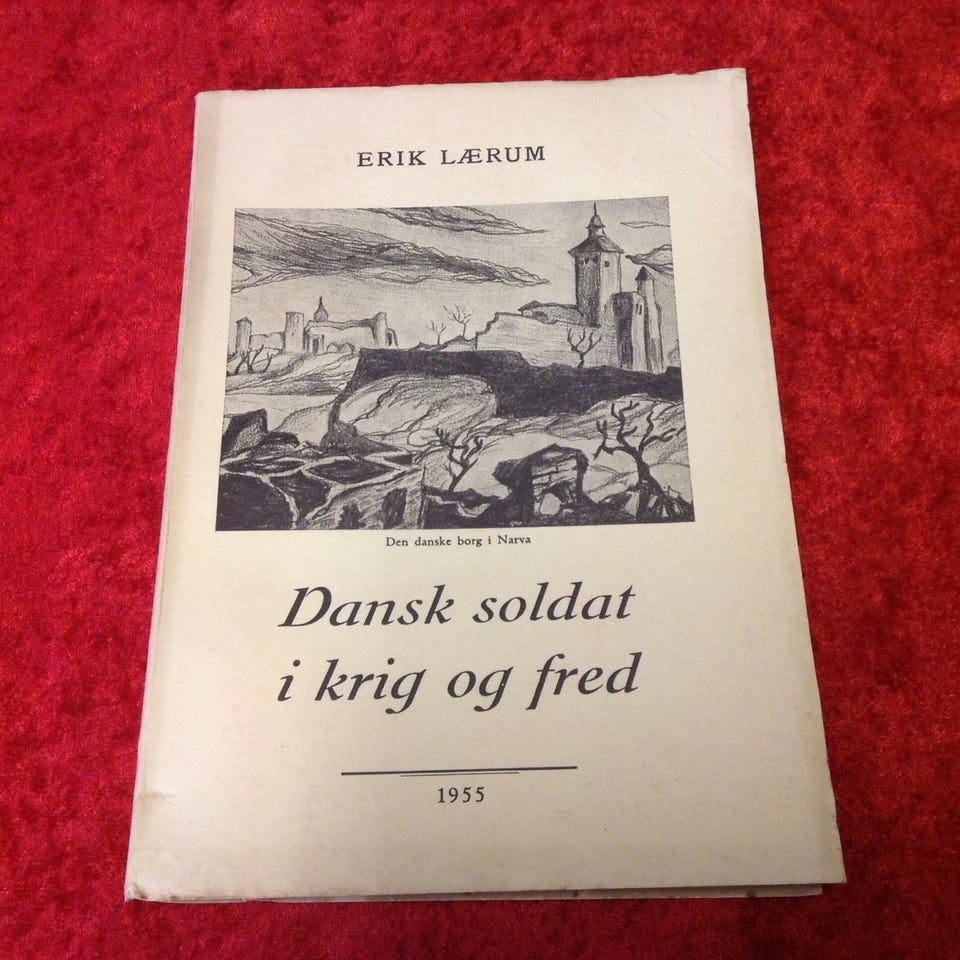 ERIK LÆRUM
Den danske borg i Narva
Dansk soldat
i krig og fred
1955